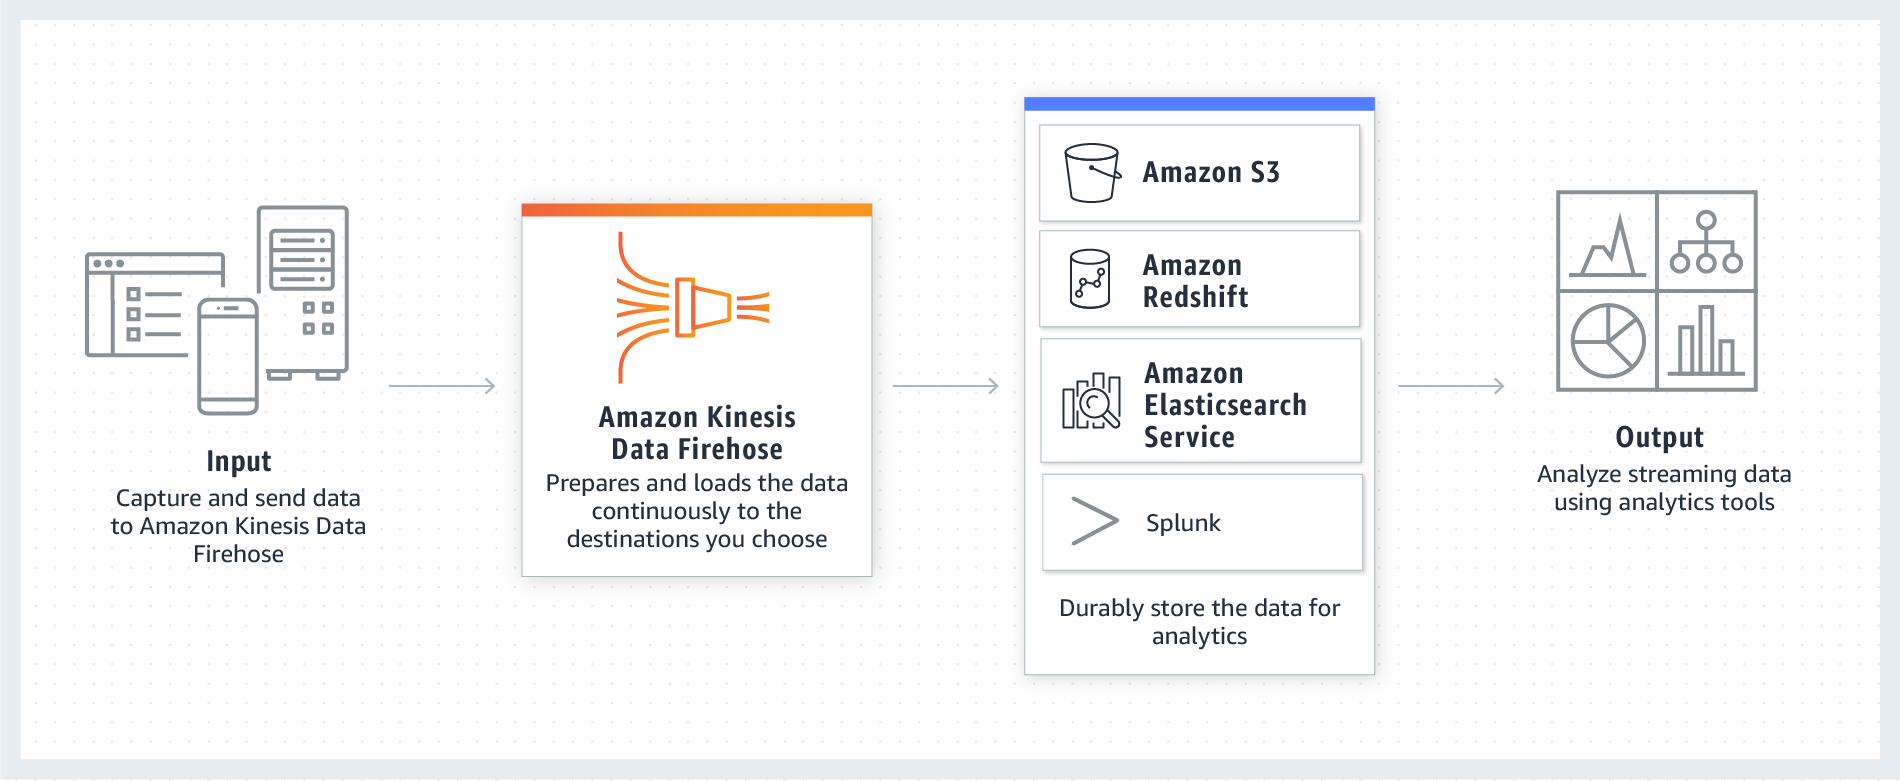 Input
Capture and send data
to Amazon Kinesis Data
Firehose
Amazon Kinesis
Data Firehose
Prepares and loads the data
continuously to the
destinations you choose
Amazon S3
Amazon
Redshift
Amazon
Elasticsearch
Service
Splunk
Durably store the data for
analytics
Output
Analyze streaming data
using analytics tools